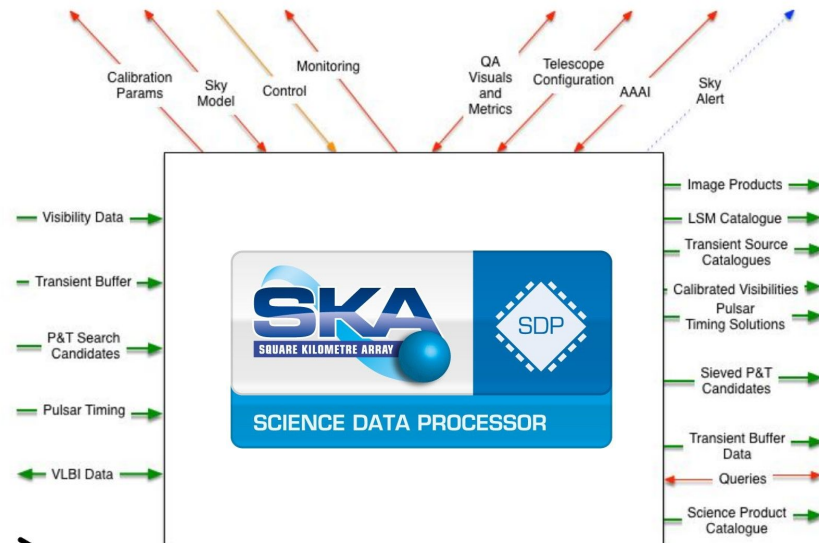 Calibration
Params
Sky
Model
Control
Monitoring
QA
Visuals
and
Metrics
Telescope
Configuration
AAAI
Sky
Alert
Visibility Data
Transient Buffer
P&T Search
Candidates
Pulsar Timing
VLBI Data
SKA
SQUARE KILOMETRE ARRAY
SDP
SCIENCE DATA PROCESSOR
Image Products
LSM Catalogue
Transient Source
Catalogues
Calibrated Visibilities
Pulsar
Timing Solutions
Sieved P&T
Candidates
Transient Buffer
Data
Queries
Science Product
Catalogue